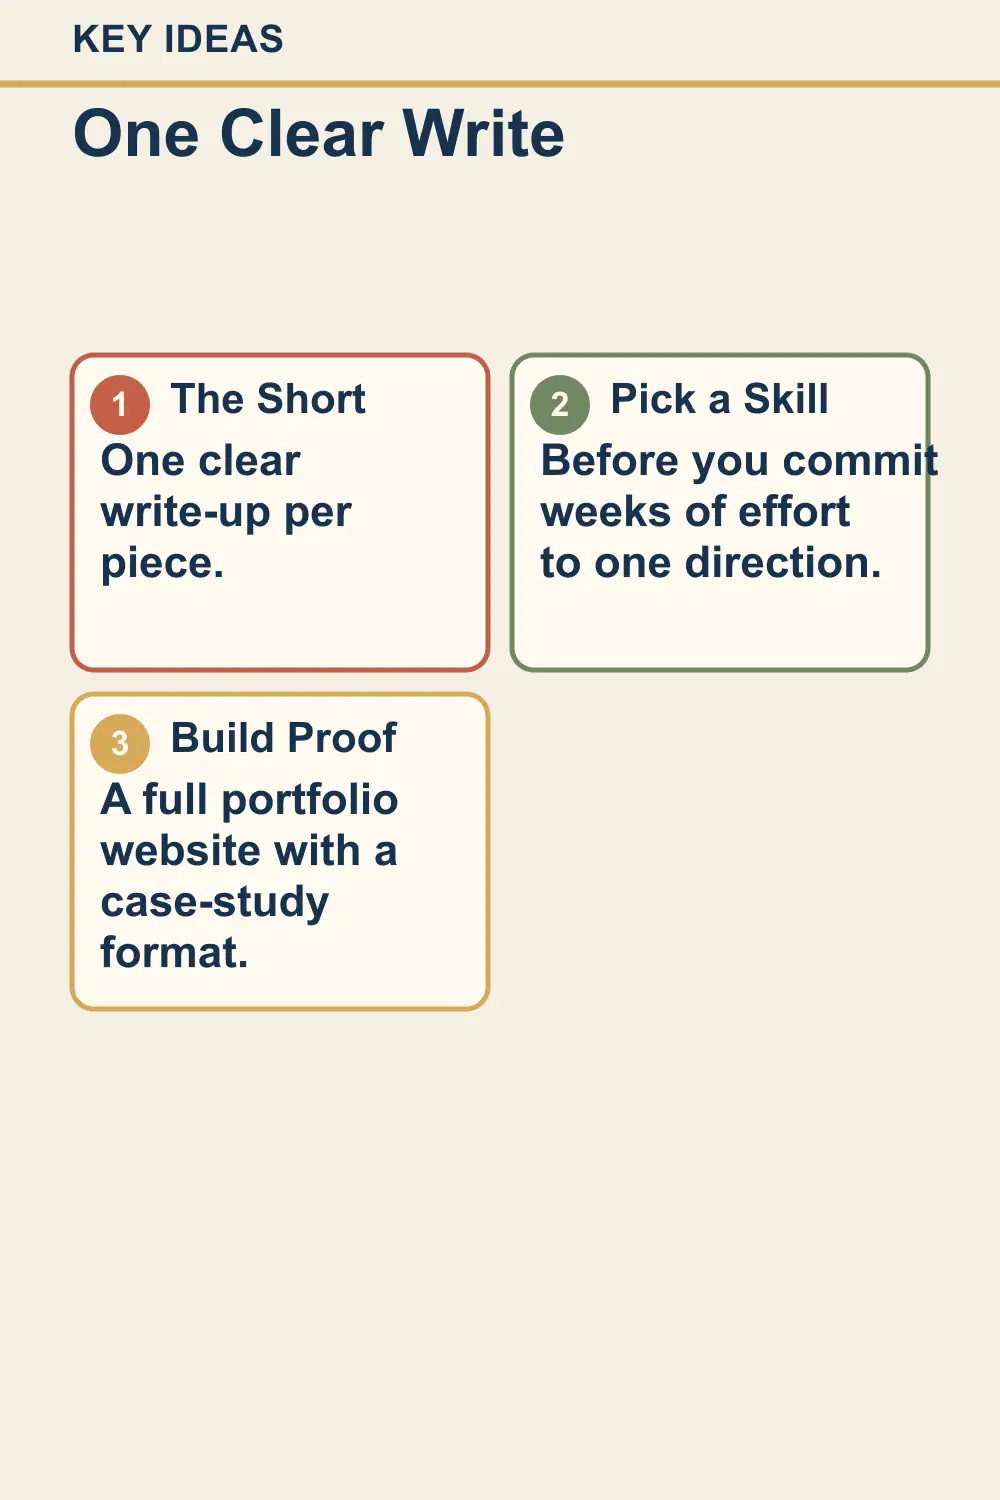 KEY IDEAS
One Clear Write
1 The Short
One clear
write-up per
piece.
2 Pick a Skill
Before you commit
weeks of effort
to one direction.
3 Build Proof
A full portfolio
website with a
case-study
format.